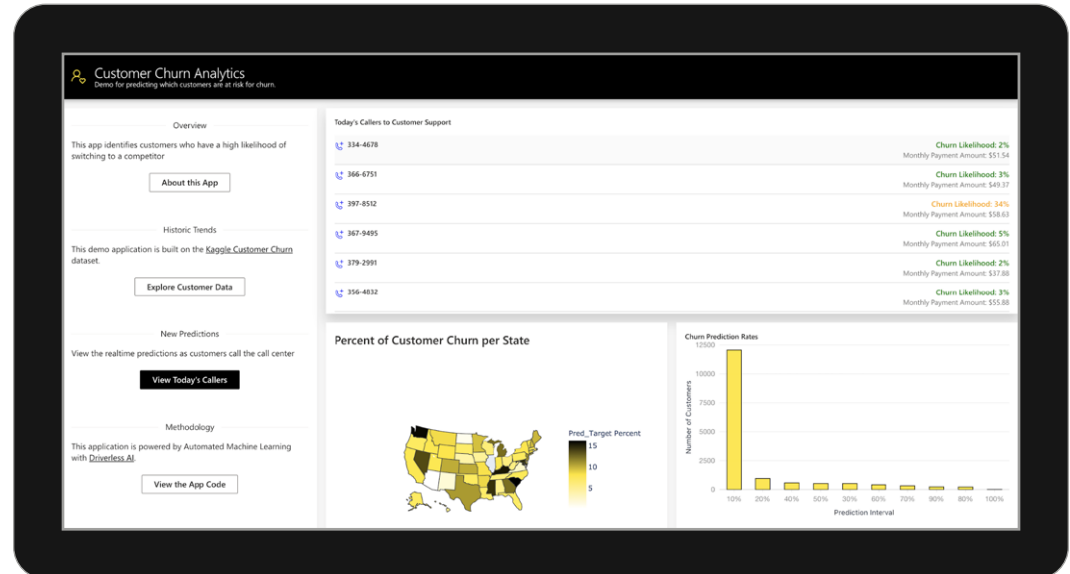 Customer Churn Analytics
Demo for predicting which customers are at risk for churn.
Overview
This app identifies customers who have a high likelihood of
switching to a competitor
About this App
Historic Trends
This demo application is built on the Kaggle Customer Churn
dataset.
Explore Customer Data
New Predictions
View the realtime predictions as customers call the call center
View Today's Callers
Methodology
This application is powered by Automated Machine Learning
with Driverless AI.
View the App Code
Today's Callers to Customer Support
334-4678
Churn Likelihood: 2%
Monthly Payment Amount: $51.54
366-6751
Churn Likelihood: 3%
Monthly Payment Amount: $49.37
397-8512
Churn Likelihood: 34%
Monthly Payment Amount: $58.63
367-9495
Churn Likelihood: 5%
Monthly Payment Amount: $65.01
379-2991
Churn Likelihood: 2%
Monthly Payment Amount: $37.88
356-4832
Churn Likelihood: 3%
Monthly Payment Amount: $55.88
Percent of Customer Churn per State
Pred_Target Percent
15
10
5
Churn Prediction Rates
12500
10000
7500
5000
2500
0
Number of Customers
10% 20% 40% 50% 30% 60% 70% 90% 80% 100%
Prediction Interval